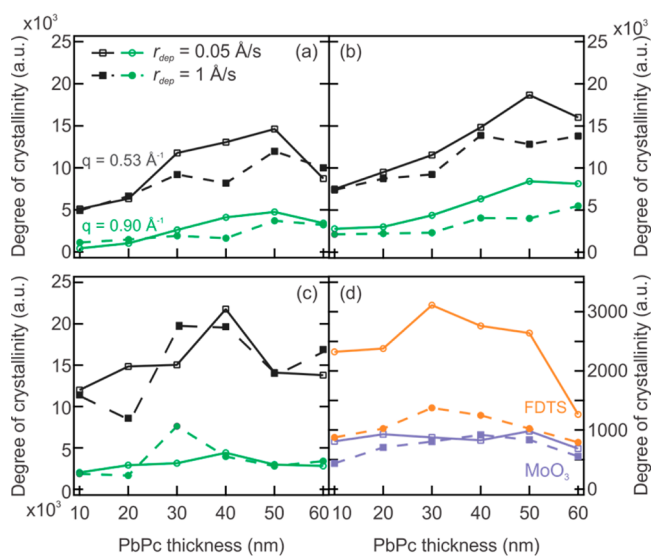 x10³
25
20
15
10
5
0
Degree of crystallinity (a.u.)
r_dep = 0.05 Å/s
r_dep = 1 Å/s
(a)
q = 0.53 Å⁻¹
q = 0.90 Å⁻¹
(b)
x10³
25
20
15
10
5
0
Degree of crystallinity (a.u.)
25
20
15
10
5
0
x10³
Degree of crystallinity (a.u.)
(c)
10 20 30 40 50 60
PbPc thickness (nm)
(d)
FDTS
MoO₃
3000
2000
1000
0
Degree of crystallinity (a.u.)
10 20 30 40 50 60
PbPc thickness (nm)